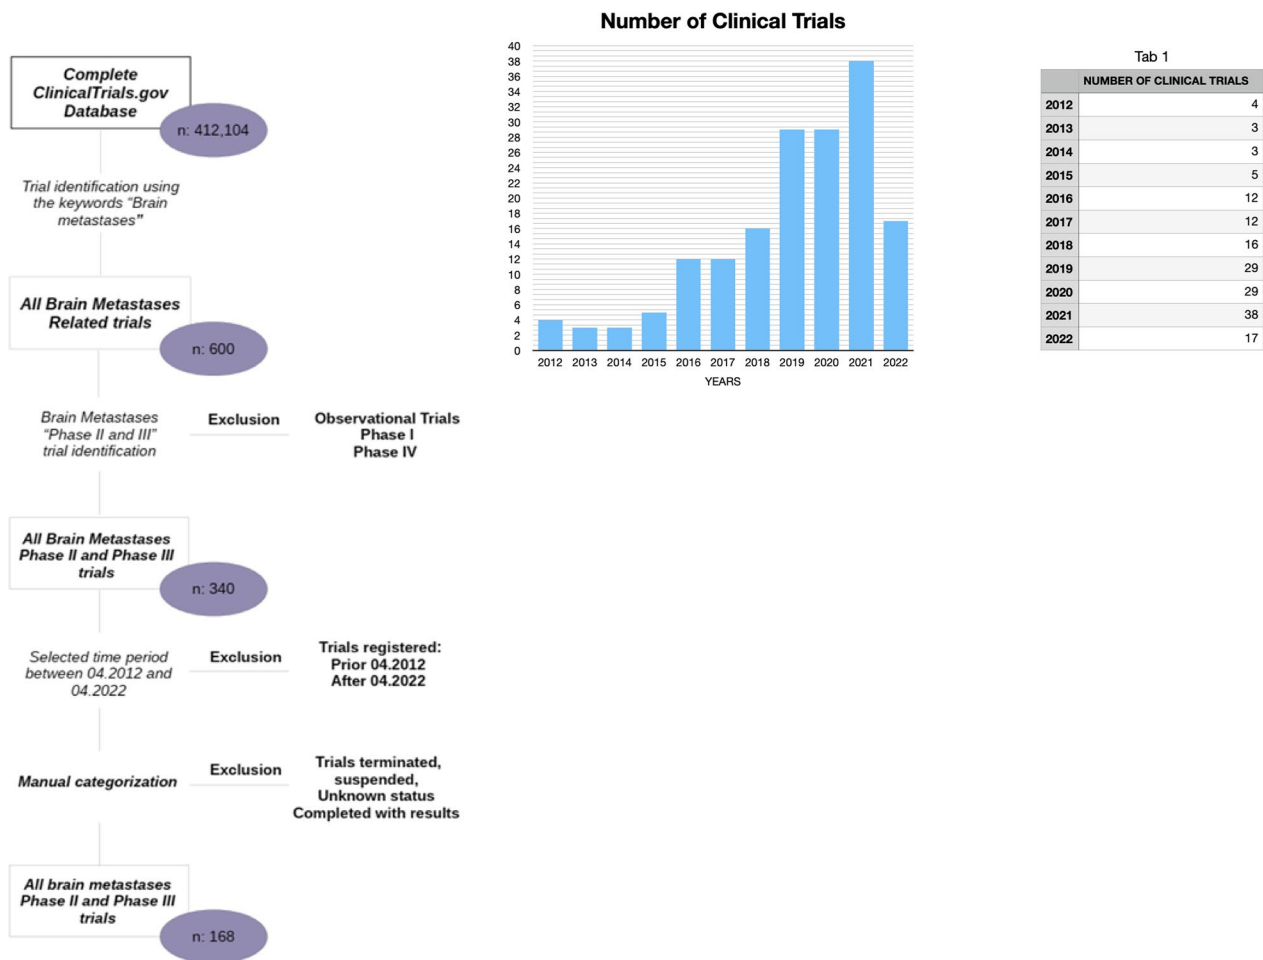 Complete
ClinicalTrials.gov
Database
n: 412,104
Trial identification using
the keywords “Brain
metastases”
All Brain Metastases
Related trials
n: 600
Brain Metastases
“Phase II and III”
trial identification
Exclusion
Observational Trials
Phase I
Phase IV
All Brain Metastases
Phase II and Phase III
trials
n: 340
Selected time period
between 04.2012 and
04.2022
Exclusion
Trials registered:
Prior 04.2012
After 04.2022
Manual categorization
Exclusion
Trials terminated,
suspended,
Unknown status
Completed with results
All brain metastases
Phase II and Phase III
trials
n: 168
Number of Clinical Trials
40
38
36
34
32
30
28
26
24
22
20
18
16
14
12
10
8
6
4
2
0
2012 2013 2014 2015 2016 2017 2018 2019 2020 2021 2022
YEARS
Tab 1
NUMBER OF CLINICAL TRIALS
2012 4
2013 3
2014 3
2015 5
2016 12
2017 12
2018 16
2019 29
2020 29
2021 38
2022 17